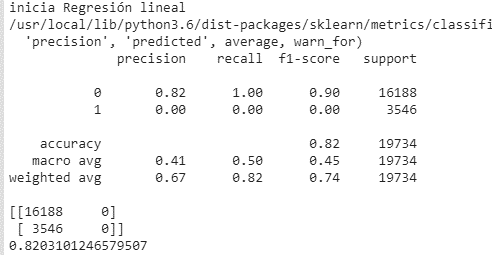 inicia Regresión lineal
/usr/local/lib/python3.6/dist-packages/sklearn/metrics/classifi
'precision', 'predicted', average, warn_for)
precision recall f1-score support
0 0.82 1.00 0.90 16188
1 0.00 0.00 0.00 3546
accuracy 0.82 19734
macro avg 0.41 0.50 0.45 19734
weighted avg 0.67 0.82 0.74 19734
[[16188 0]
[ 3546 0]]
0.8203101246579507